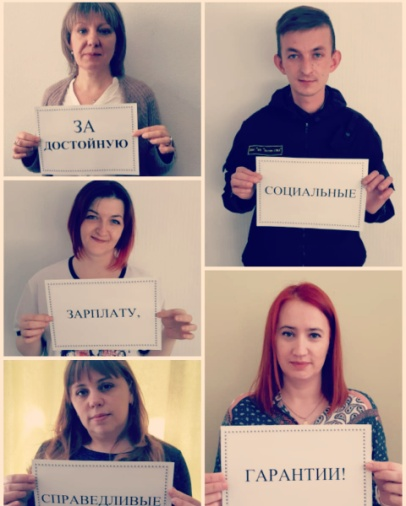 ЗА
ДОСТОЙНУЮ
ЗАРПЛАТУ,
СПРАВЕДЛИВЫЕ
СОЦИАЛЬНЫЕ
ГАРАНТИИ!